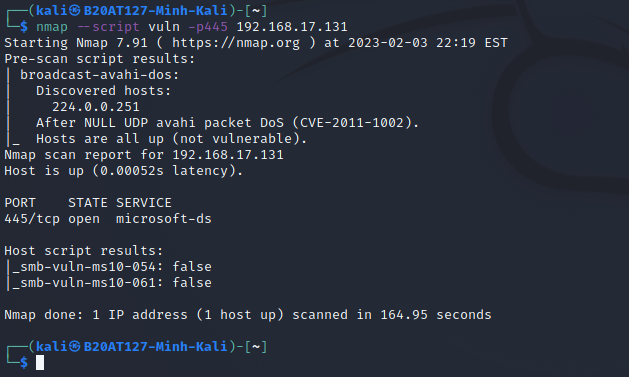 ┌──(kali㉿B20AT127-Minh-Kali)-[~]
└─$ nmap --script vuln -p445 192.168.17.131
Starting Nmap 7.91 ( https://nmap.org ) at 2023-02-03 22:19 EST
Pre-scan script results:
| broadcast-avahi-dos:
|   Discovered hosts:
|     224.0.0.251
|   After NULL UDP avahi packet DoS (CVE-2011-1002).
|_  Hosts are all up (not vulnerable).
Nmap scan report for 192.168.17.131
Host is up (0.00052s latency).
PORT    STATE SERVICE
445/tcp open  microsoft-ds
Host script results:
|_smb-vuln-ms10-054: false
|_smb-vuln-ms10-061: false
Nmap done: 1 IP address (1 host up) scanned in 164.95 seconds
┌──(kali㉿B20AT127-Minh-Kali)-[~]
└─$